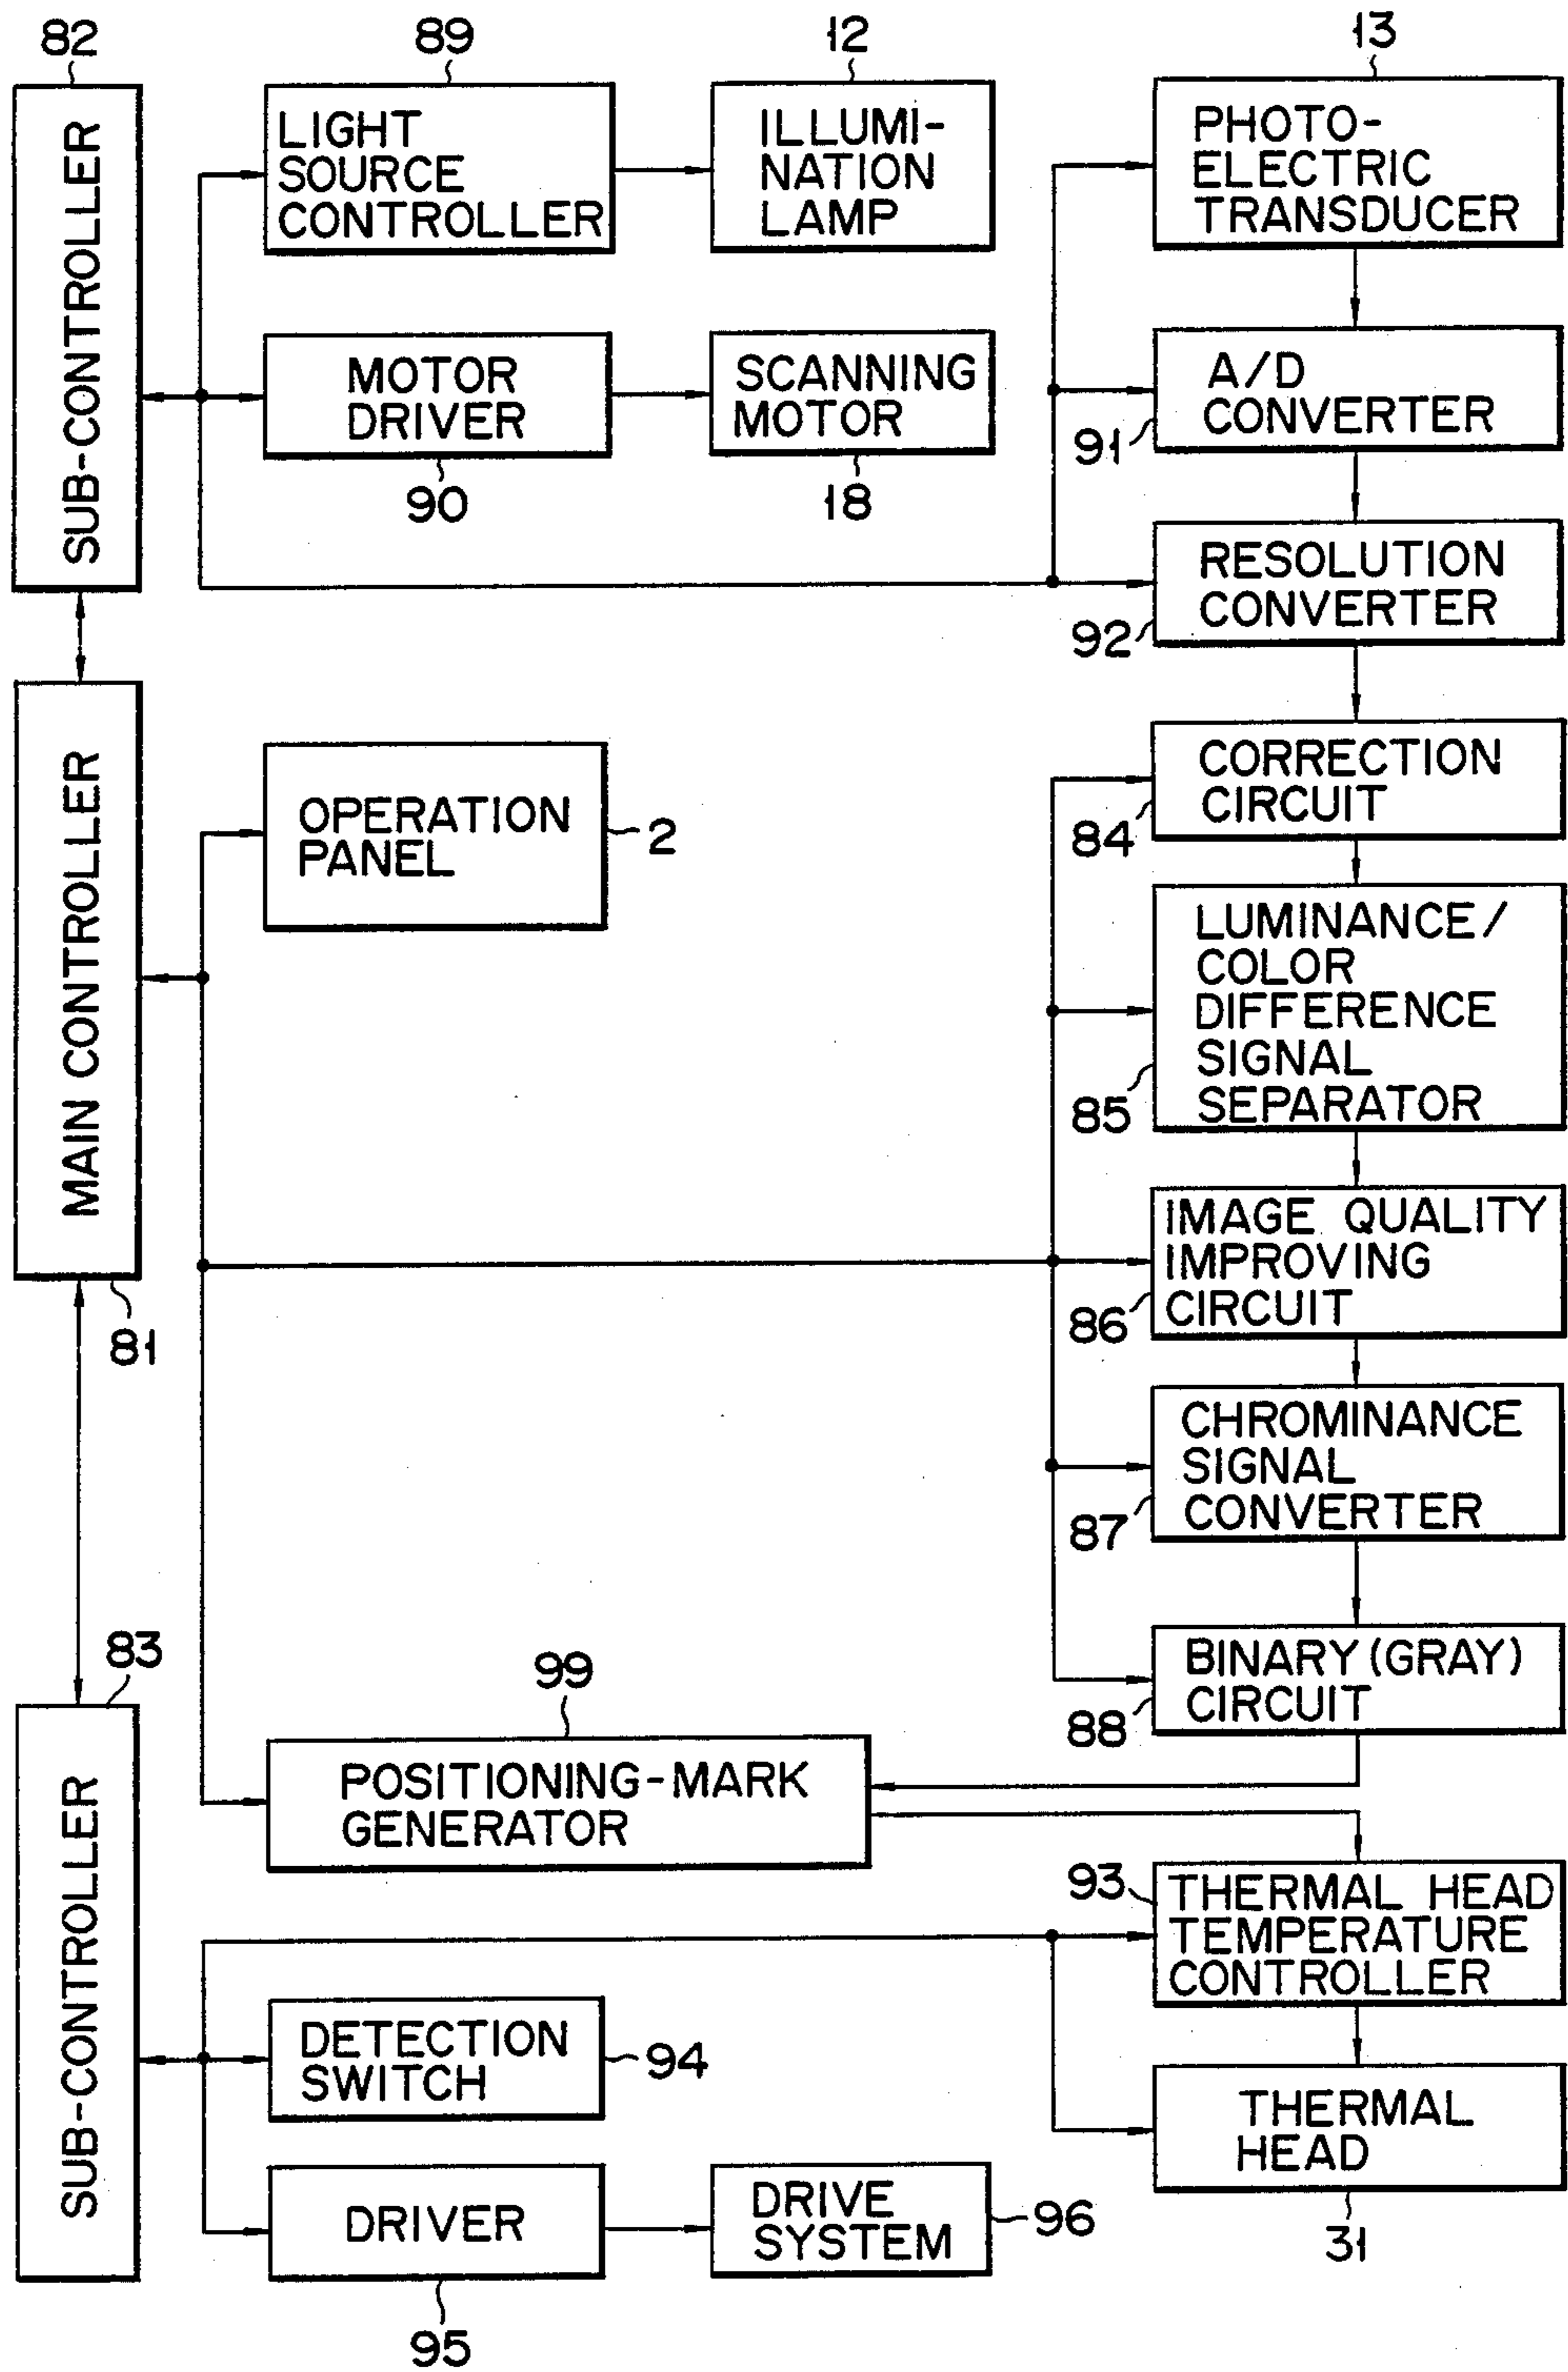 82
SUB-CONTROLLER
89
LIGHT
SOURCE
CONTROLLER
12
ILLUMI-
NATION
LAMP
13
PHOTO-
ELECTRIC
TRANSDUCER
MOTOR
DRIVER
90
SCANNING
MOTOR
18
A/D
CONVERTER
91
RESOLUTION
CONVERTER
92
MAIN CONTROLLER
81
OPERATION
PANEL
2
CORRECTION
CIRCUIT
84
LUMINANCE/
COLOR
DIFFERENCE
SIGNAL
SEPARATOR
85
IMAGE QUALITY
IMPROVING
CIRCUIT
86
CHROMINANCE
SIGNAL
CONVERTER
87
BINARY (GRAY)
CIRCUIT
88
83
SUB-CONTROLLER
99
POSITIONING-MARK
GENERATOR
93
THERMAL HEAD
TEMPERATURE
CONTROLLER
DETECTION
SWITCH
94
THERMAL
HEAD
31
DRIVER
95
DRIVE
SYSTEM
96